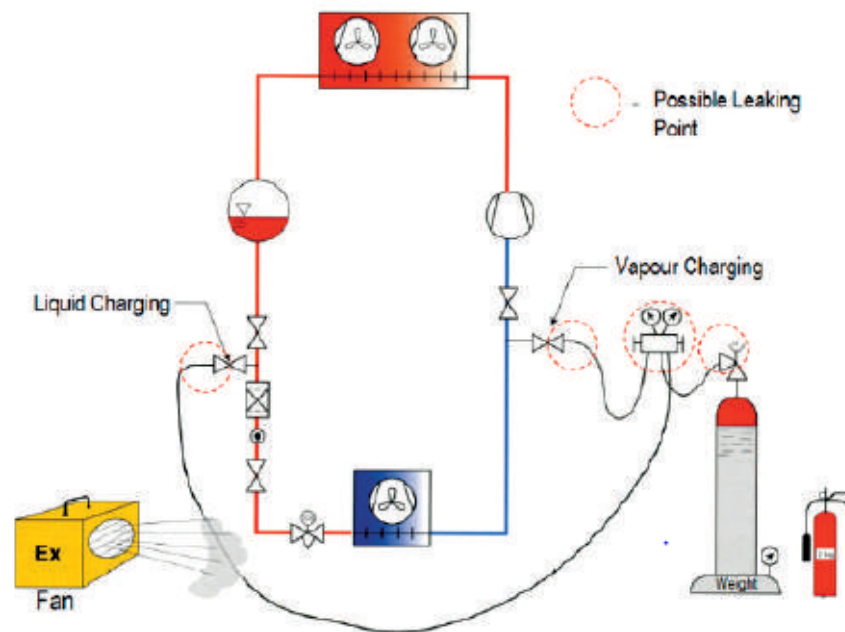 Possible Leaking
Point
Vapour Charging
Liquid Charging
Ex
Fan
Weight